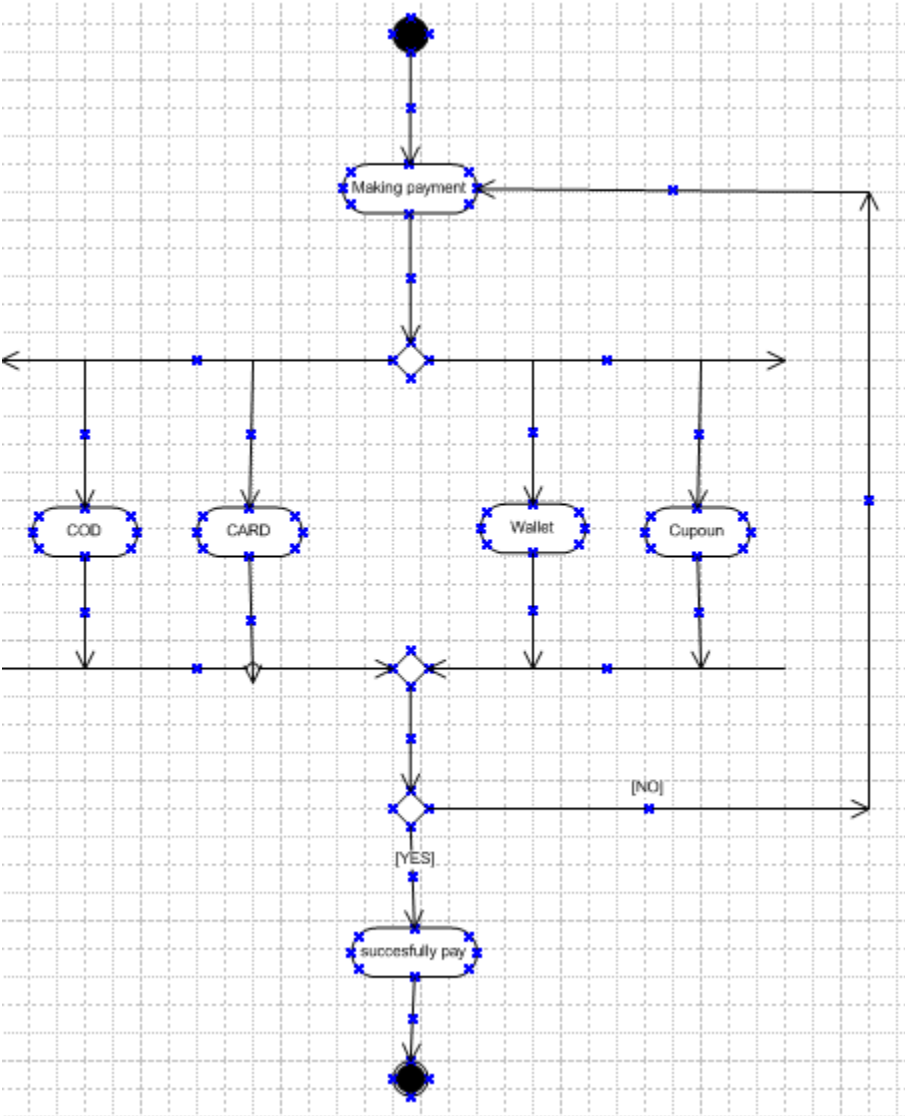 Making payment
COD
CARD
Wallet
Cupoun
[NO]
[YES]
succesfully pay